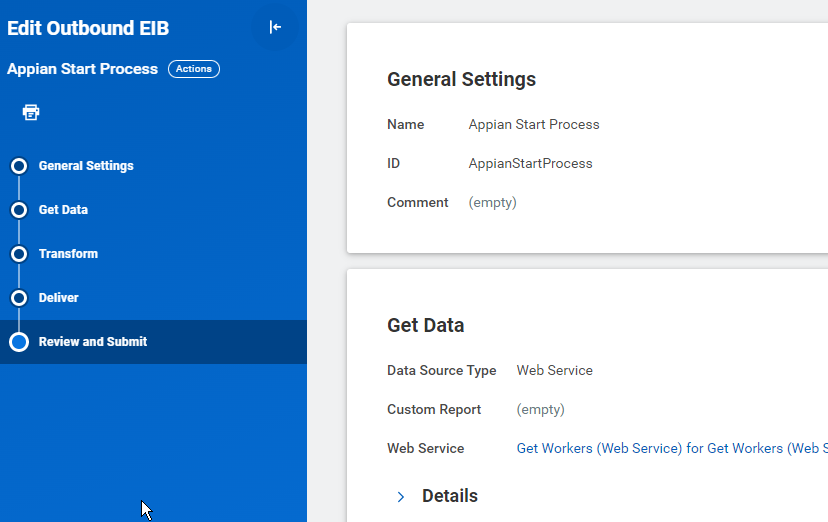 Edit Outbound EIB
Appian Start Process Actions
General Settings
Get Data
Transform
Deliver
Review and Submit
General Settings
Name Appian Start Process
ID AppianStartProcess
Comment (empty)
Get Data
Data Source Type Web Service
Custom Report (empty)
Web Service Get Workers (Web Service) for Get Workers (Web S
Details